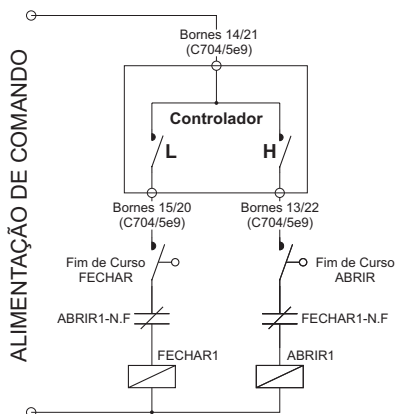 ALIMENTAÇÃO DE COMANDO
Bornes 14/21
(C704/5e9)
Controlador
L
H
Bornes 15/20
(C704/5e9)
Bornes 13/22
(C704/5e9)
Fim de Curso
FECHAR
Fim de Curso
ABRIR
ABRIR1-N.F
FECHAR1-N.F
FECHAR1
ABRIR1